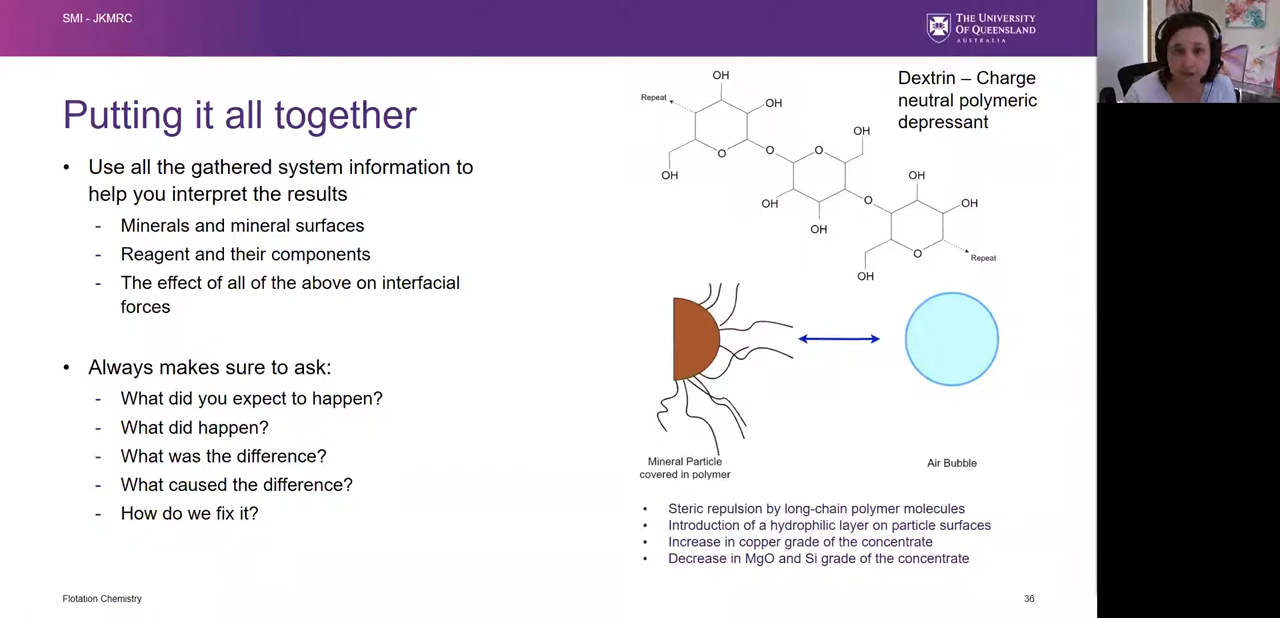 SMI - JKMRC
THE UNIVERSITY
OF QUEENSLAND
AUSTRALIA
Putting it all together
• Use all the gathered system information to
help you interpret the results
- Minerals and mineral surfaces
- Reagent and their components
- The effect of all of the above on interfacial
forces
• Always makes sure to ask:
- What did you expect to happen?
- What did happen?
- What was the difference?
- What caused the difference?
- How do we fix it?
Dextrin – Charge
neutral polymeric
depressant
OH
Repeat
OH
O
O
OH
O
OH
OH
OH
O
OH
OH
O
OH
Repeat
Mineral Particle
covered in polymer
Air Bubble
• Steric repulsion by long-chain polymer molecules
• Introduction of a hydrophilic layer on particle surfaces
• Increase in copper grade of the concentrate
• Decrease in MgO and Si grade of the concentrate
Flotation Chemistry
36